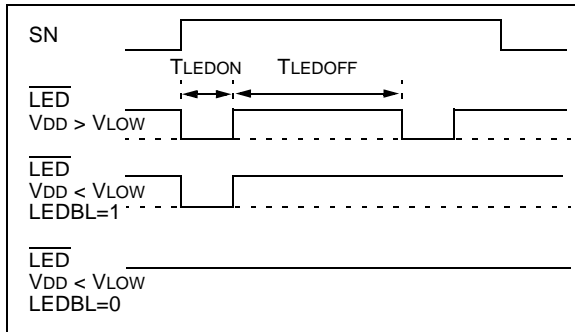 SN
TLEDON TLEDOFF
LED
VDD > VLOW
LED
VDD < VLOW
LEDBL=1
LED
VDD < VLOW
LEDBL=0